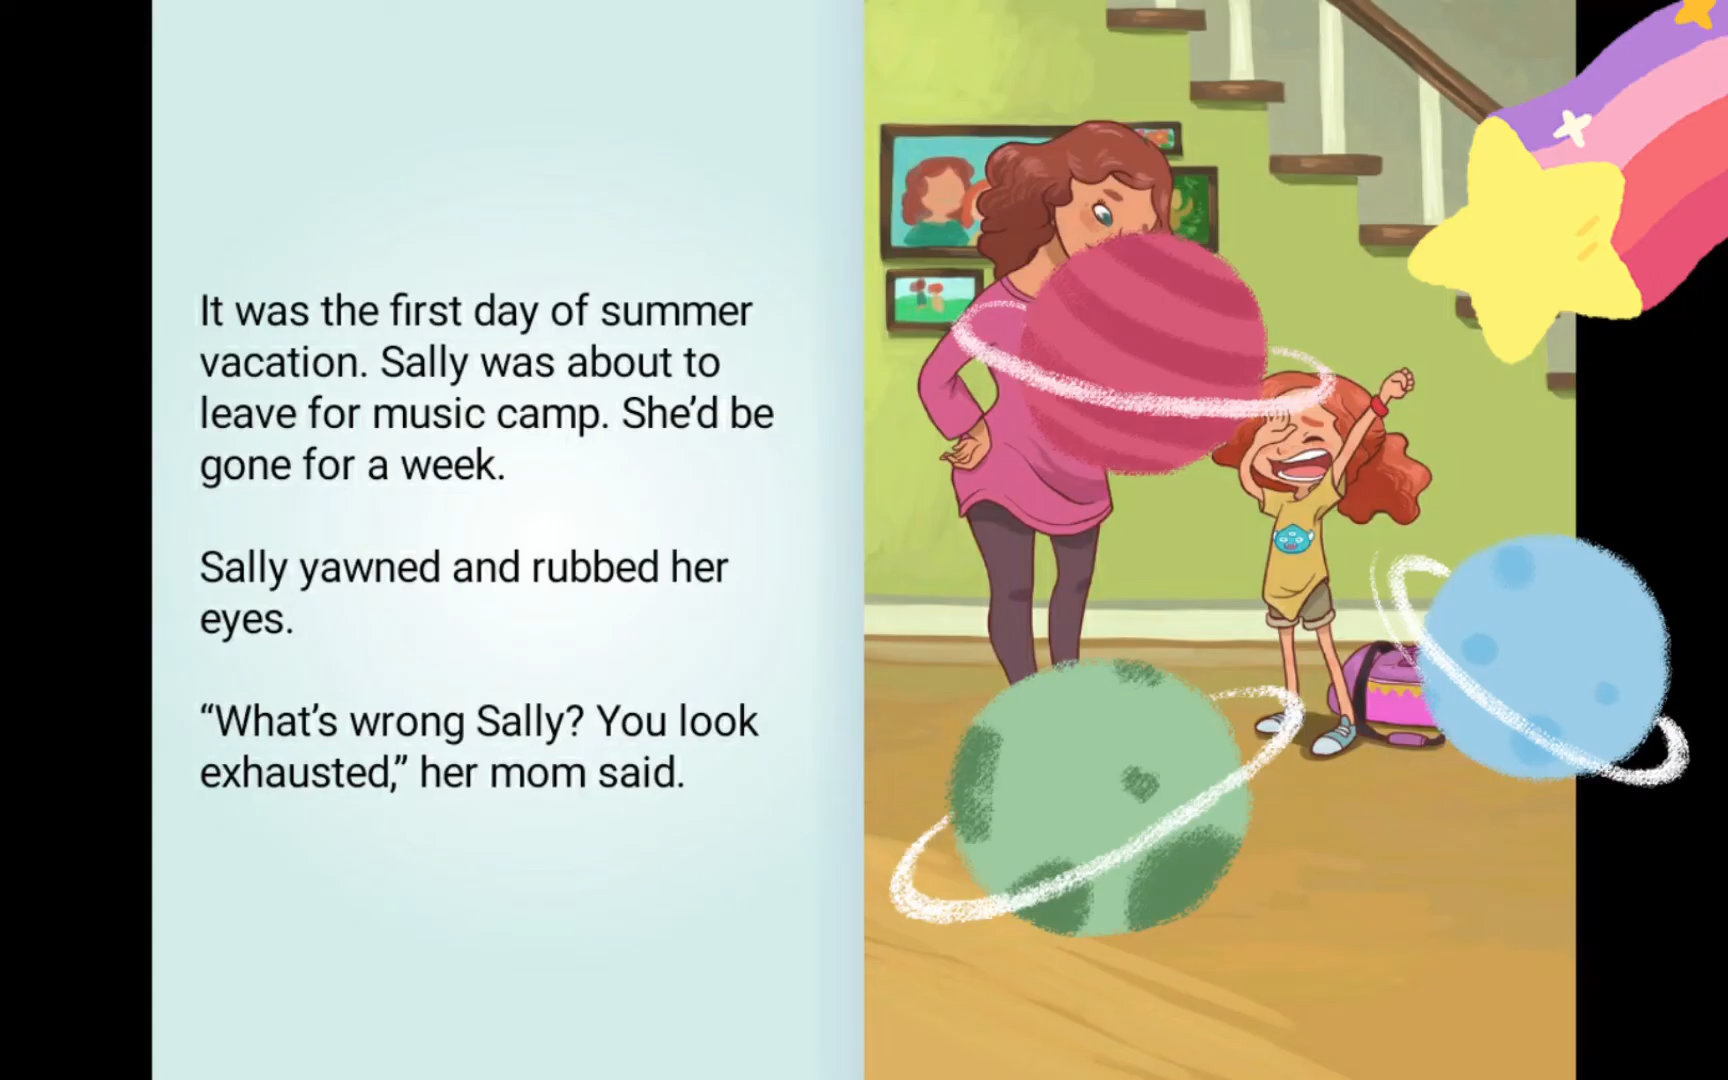 It was the first day of summer
vacation. Sally was about to
leave for music camp. She’d be
gone for a week.
Sally yawned and rubbed her
eyes.
“What’s wrong Sally? You look
exhausted,” her mom said.